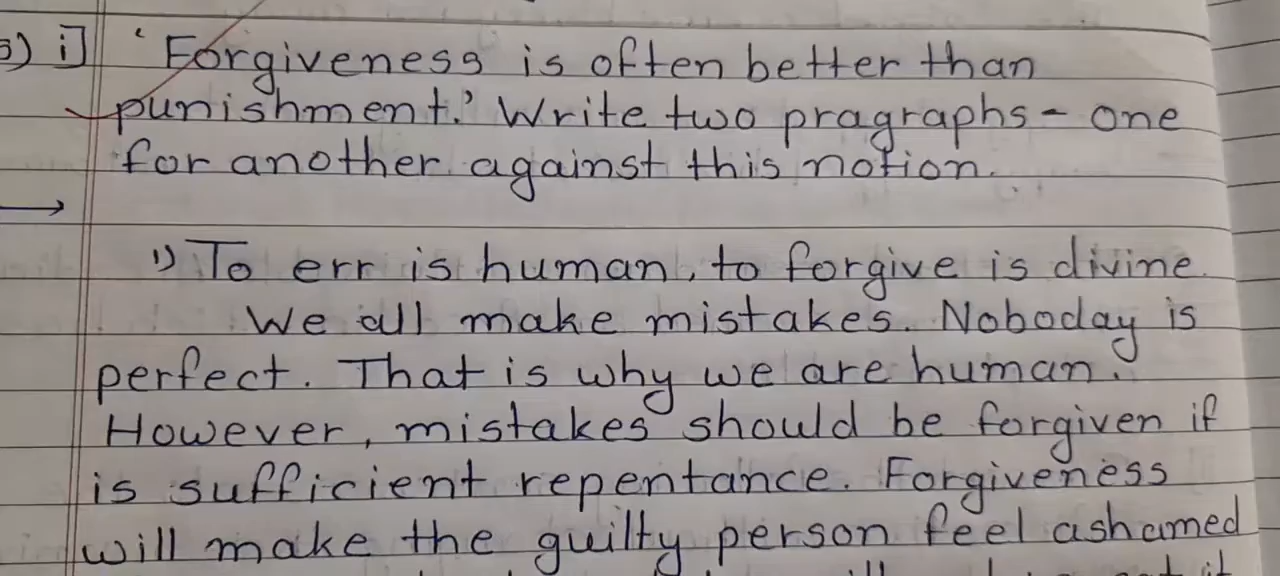 5) i] 'Forgiveness is often better than
punishment.' Write two pragraphs - one
for another against this notion.
1) To err is human, to forgive is divine.
We all make mistakes. Noboday is
perfect. That is why we are human.
However, mistakes should be forgiven if
is sufficient repentance. Forgiveness
will make the guilty person feel ashamed